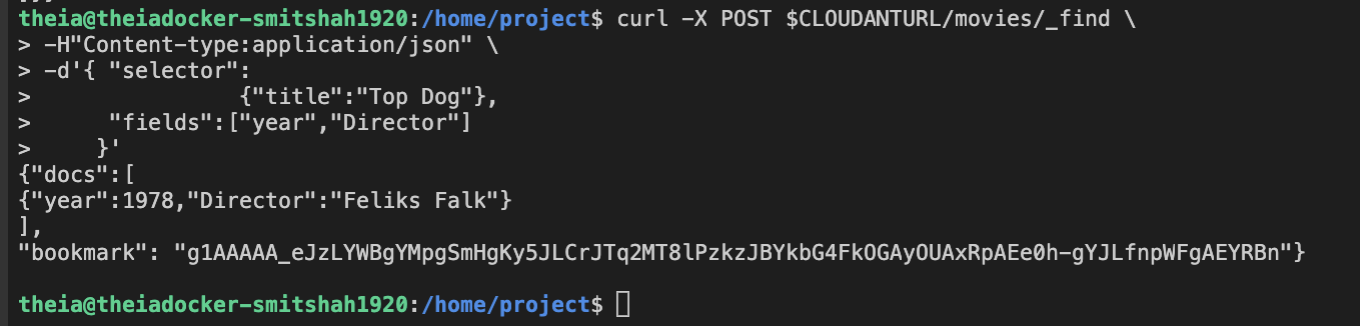 theia@theiadocker-smitshah1920:/home/project$ curl -X POST $CLOUDANTURL/movies/_find \
> -H"Content-type:application/json" \
> -d'{ "selector":
>                {"title":"Top Dog"},
>      "fields":["year","Director"]
>     }'
{"docs":[
{"year":1978,"Director":"Feliks Falk"}
],
"bookmark": "g1AAAAA_eJzLYWBgYMpgSmHgKy5JLCrJTq2MT8lPzkzJBYkbG4FkOGAyOUAxRpAEe0h-gYJLfnpWFgAEYRBn"}
theia@theiadocker-smitshah1920:/home/project$